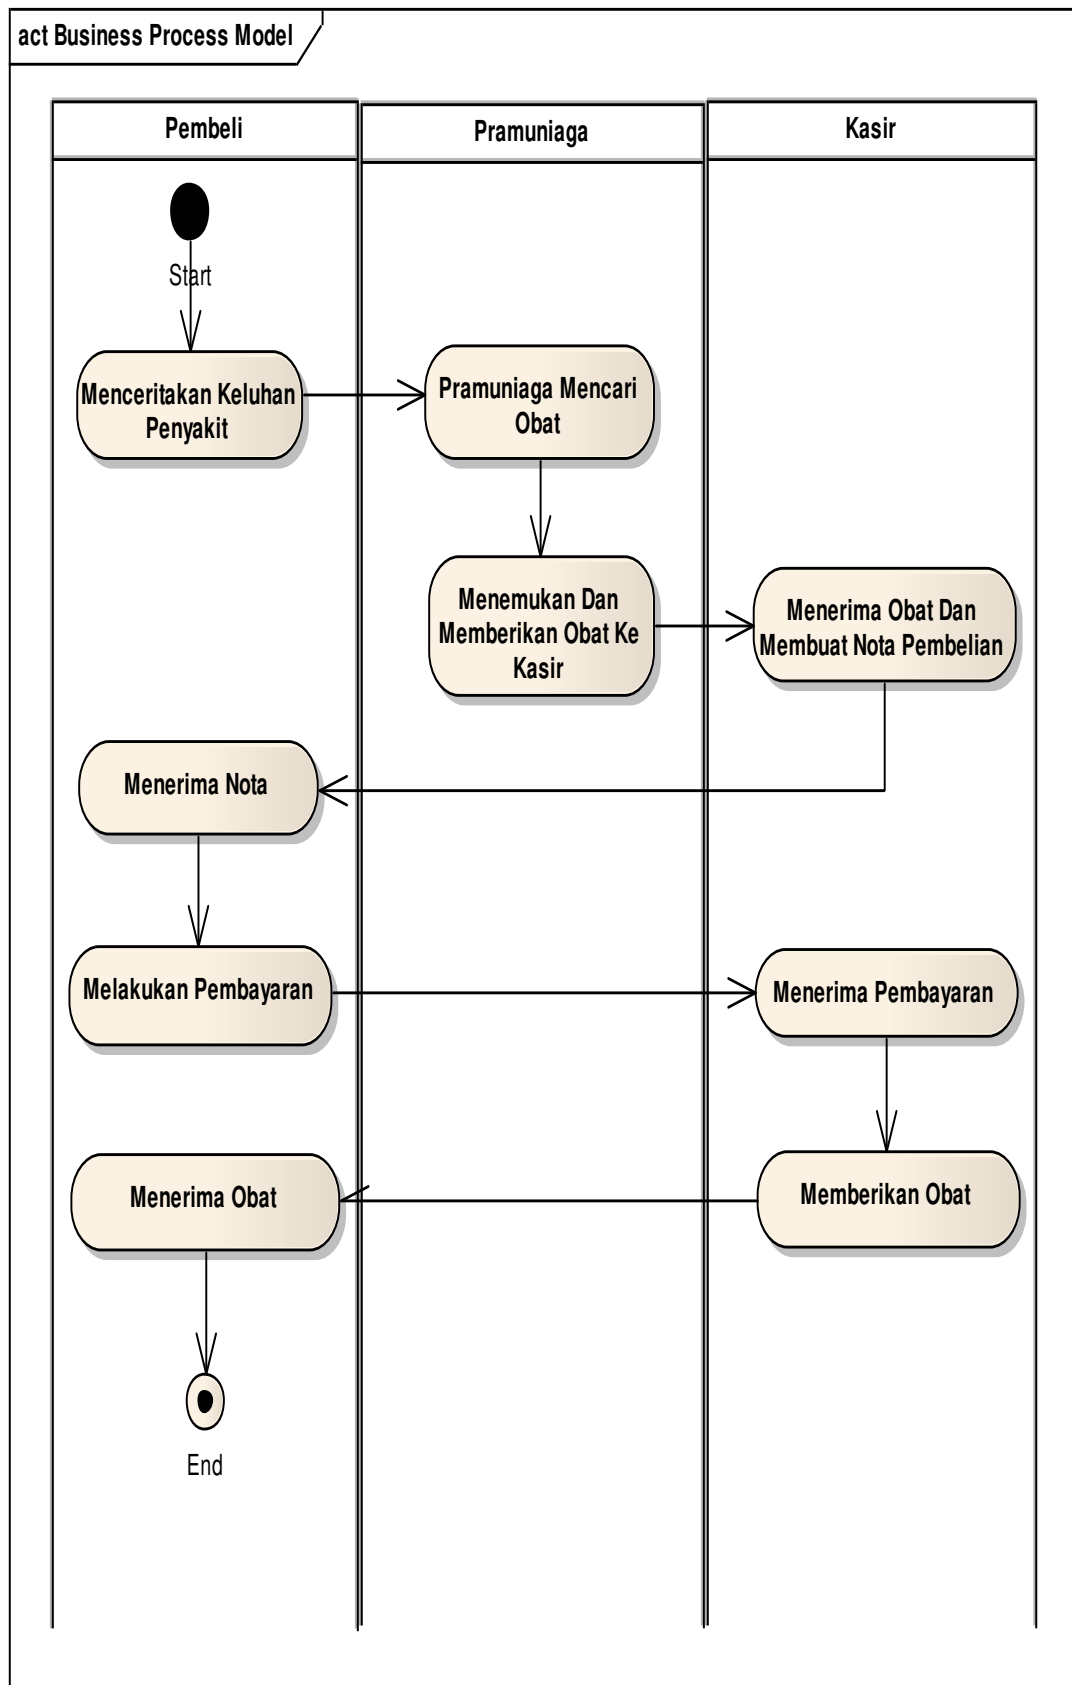 act Business Process Model
Pembeli
Pramuniaga
Kasir
Start
Menceritakan Keluhan
Penyakit
Pramuniaga Mencari
Obat
Menemukan Dan
Memberikan Obat Ke
Kasir
Menerima Obat Dan
Membuat Nota Pembelian
Menerima Nota
Melakukan Pembayaran
Menerima Pembayaran
Memberikan Obat
Menerima Obat
End